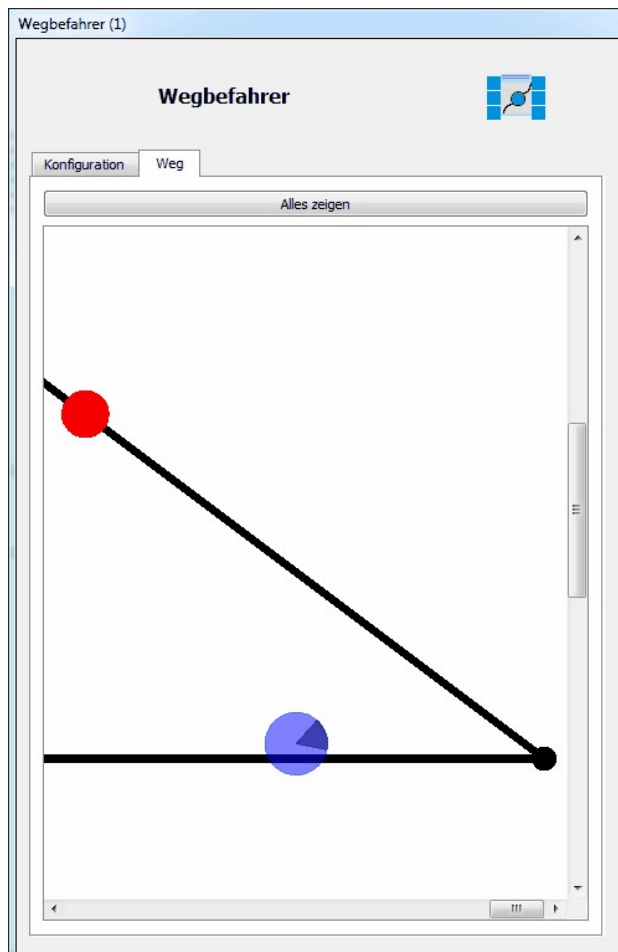 Wegbefahrer (1)
Wegbefahrer
Konfiguration
Weg
Alles zeigen